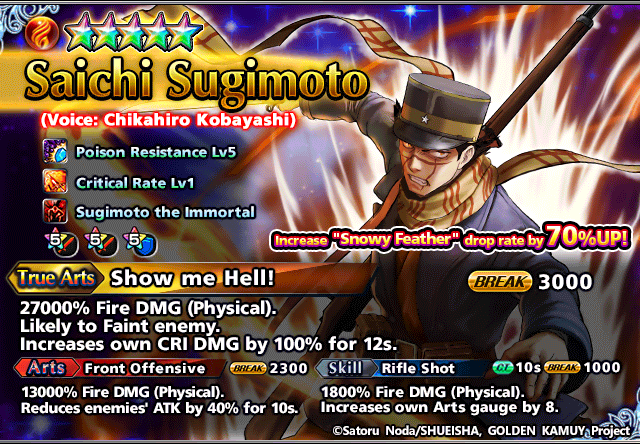 Saichi Sugimoto
(Voice: Chikahiro Kobayashi)
Poison Resistance Lv5
Critical Rate Lv1
Sugimoto the Immortal
5 5 5
Increase "Snowy Feather" drop rate by 70%UP!
True Arts Show me Hell! BREAK 3000
27000% Fire DMG (Physical).
Likely to Faint enemy.
Increases own CRI DMG by 100% for 12s.
Arts Front Offensive BREAK 2300
13000% Fire DMG (Physical).
Reduces enemies' ATK by 40% for 10s.
Skill Rifle Shot CT 10s BREAK 1000
1800% Fire DMG (Physical).
Increases own Arts gauge by 8.
©Satoru Noda/SHUEISHA, GOLDEN KAMUY Project